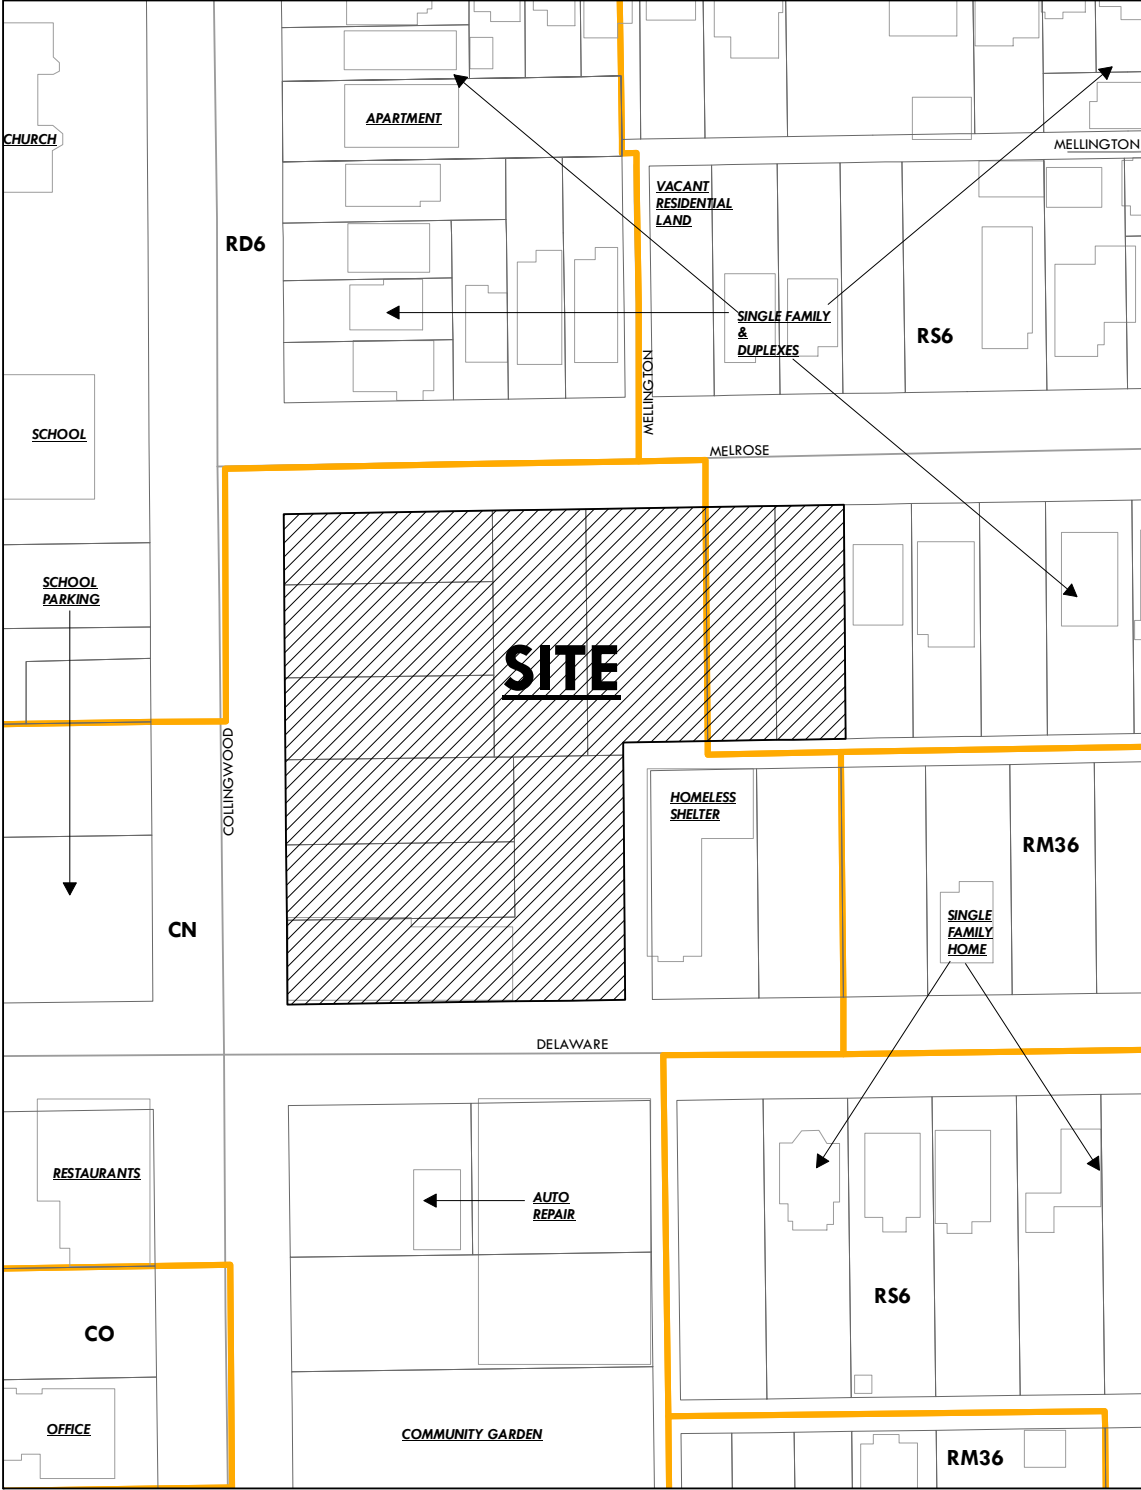 APARTMENT
CHURCH
MELLINGTON
VACANT
RESIDENTIAL
LAND
RD6
SINGLE FAMILY
&
DUPLEXES
RS6
MELLINGTON
SCHOOL
MELROSE
SCHOOL
PARKING
SITE
COLLINGWOOD
HOMELESS
SHELTER
RM36
CN
SINGLE
FAMILY
HOME
DELAWARE
RESTAURANTS
AUTO
REPAIR
RS6
CO
OFFICE
COMMUNITY GARDEN
RM36